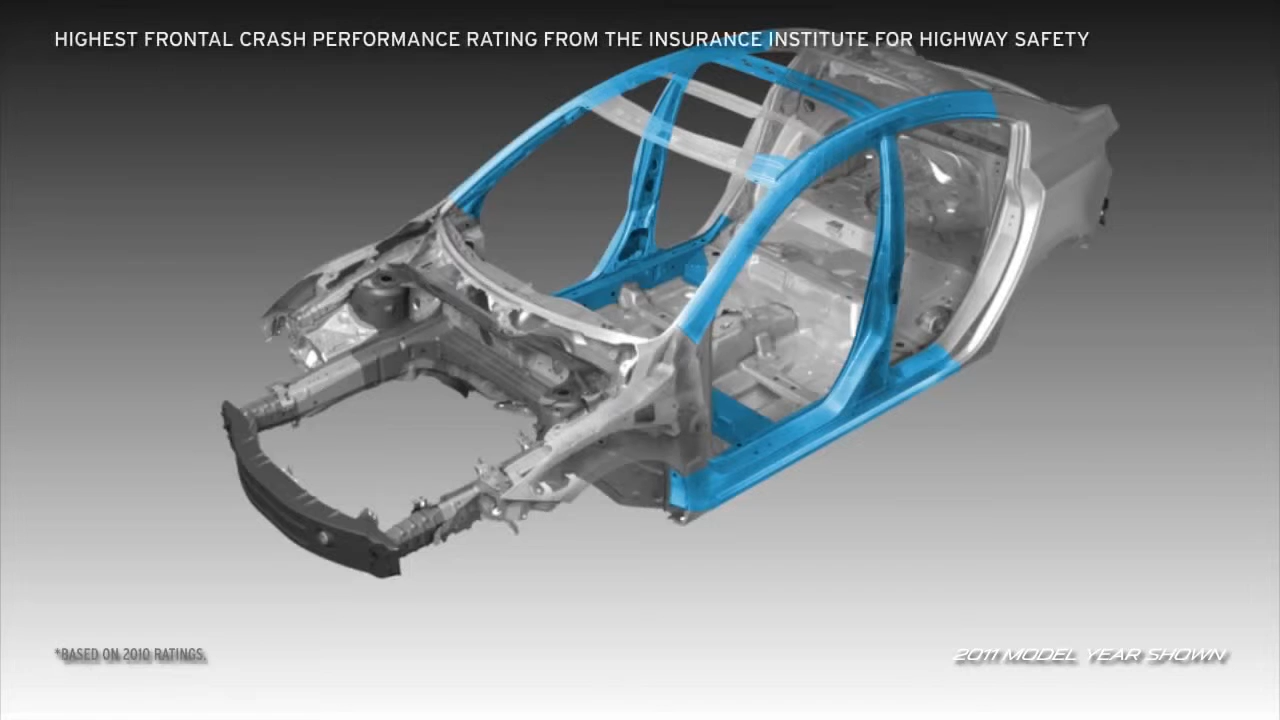 HIGHEST FRONTAL CRASH PERFORMANCE RATING FROM THE INSURANCE INSTITUTE FOR HIGHWAY SAFETY
*BASED ON 2010 RATINGS.
2011 MODEL YEAR SHOWN